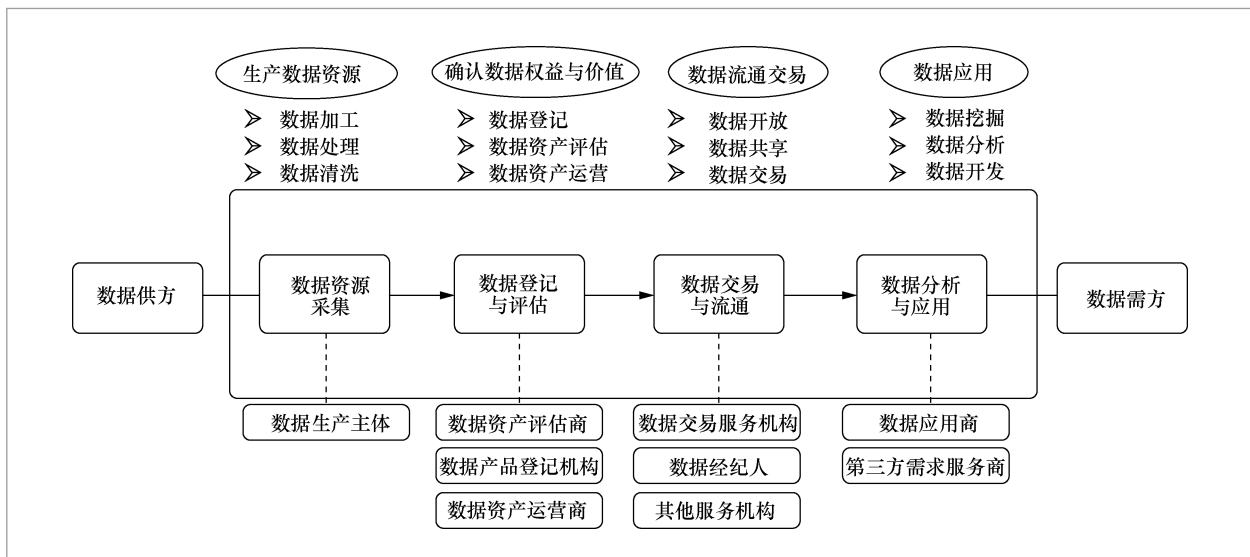 生产数据资源
确认数据权益与价值
数据流通交易
数据应用
数据加工
数据处理
数据清洗
数据登记
数据资产评估
数据资产运营
数据开放
数据共享
数据交易
数据挖掘
数据分析
数据开发
数据供方
数据资源
采集
数据登记
与评估
数据交易
与流通
数据分析
与应用
数据需方
数据生产主体
数据资产评估商
数据产品登记机构
数据资产运营商
数据交易服务机构
数据经纪人
其他服务机构
数据应用商
第三方需求服务商